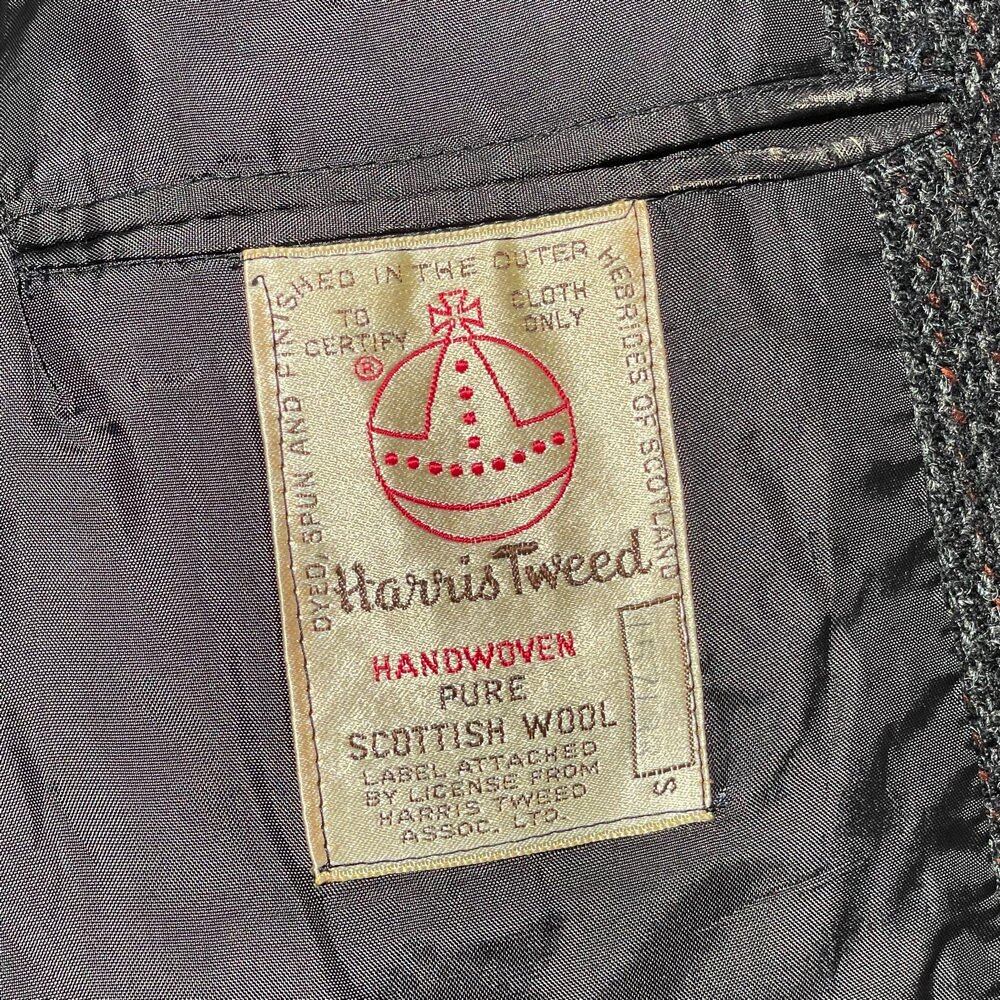 DYED, SPUN AND FINISHED IN THE OUTER HEBRIDES OF SCOTLAND
TO CERTIFY
CLOTH ONLY
®
Harris Tweed
HANDWOVEN
PURE
SCOTTISH WOOL
LABEL ATTACHED
BY LICENSE FROM
HARRIS TWEED
ASSOC. LTD.
S